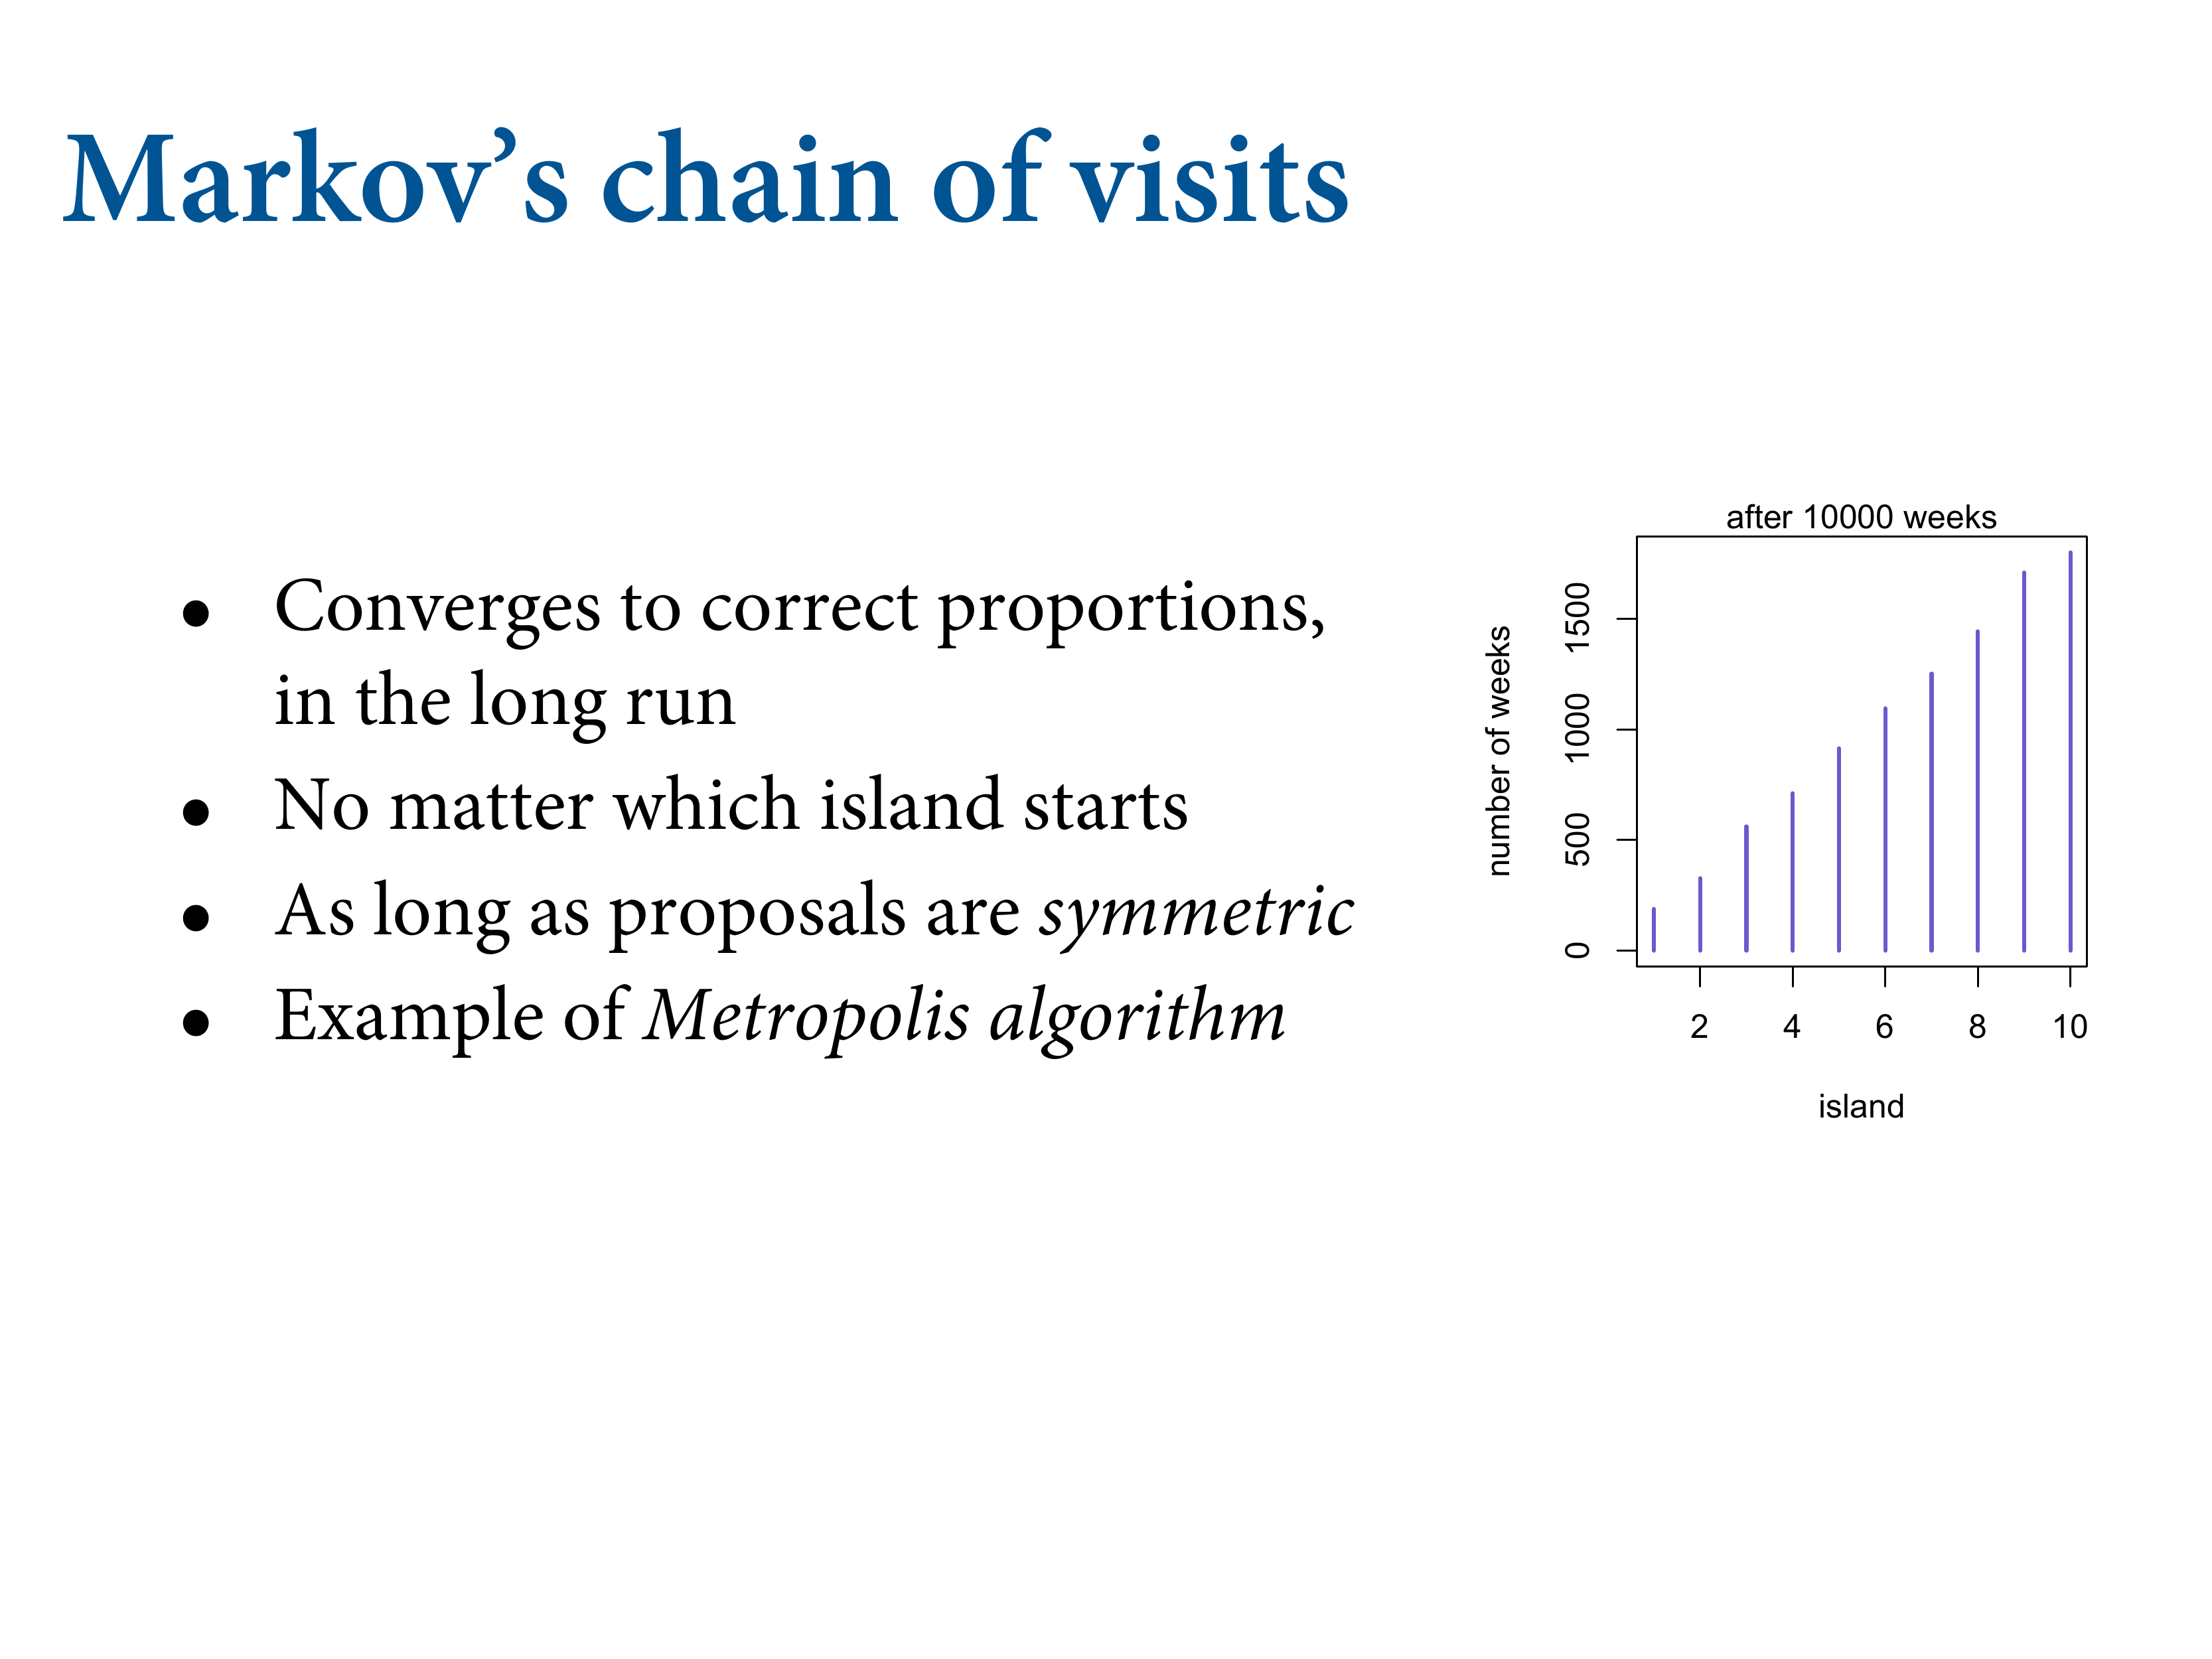 Markov’s chain of visits
• Converges to correct proportions,
in the long run
• No matter which island starts
• As long as proposals are symmetric
• Example of Metropolis algorithm
after 10000 weeks
number of weeks
1500
1000
500
0
2 4 6 8 10
island